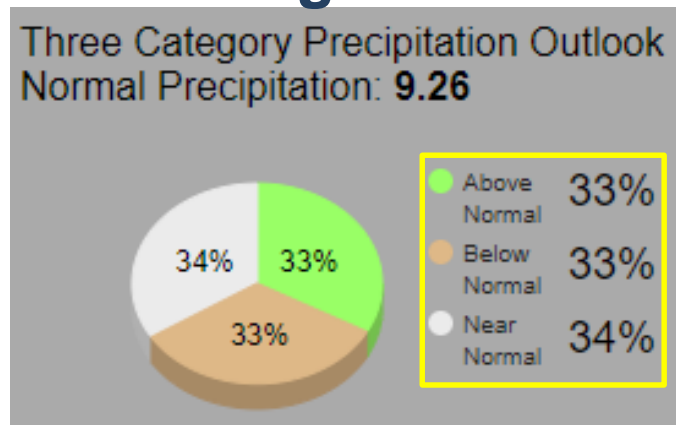 Three Category Precipitation Outlook
Normal Precipitation: 9.26
34%
33%
33%
Above
Normal
33%
Below
Normal
33%
Near
Normal
34%